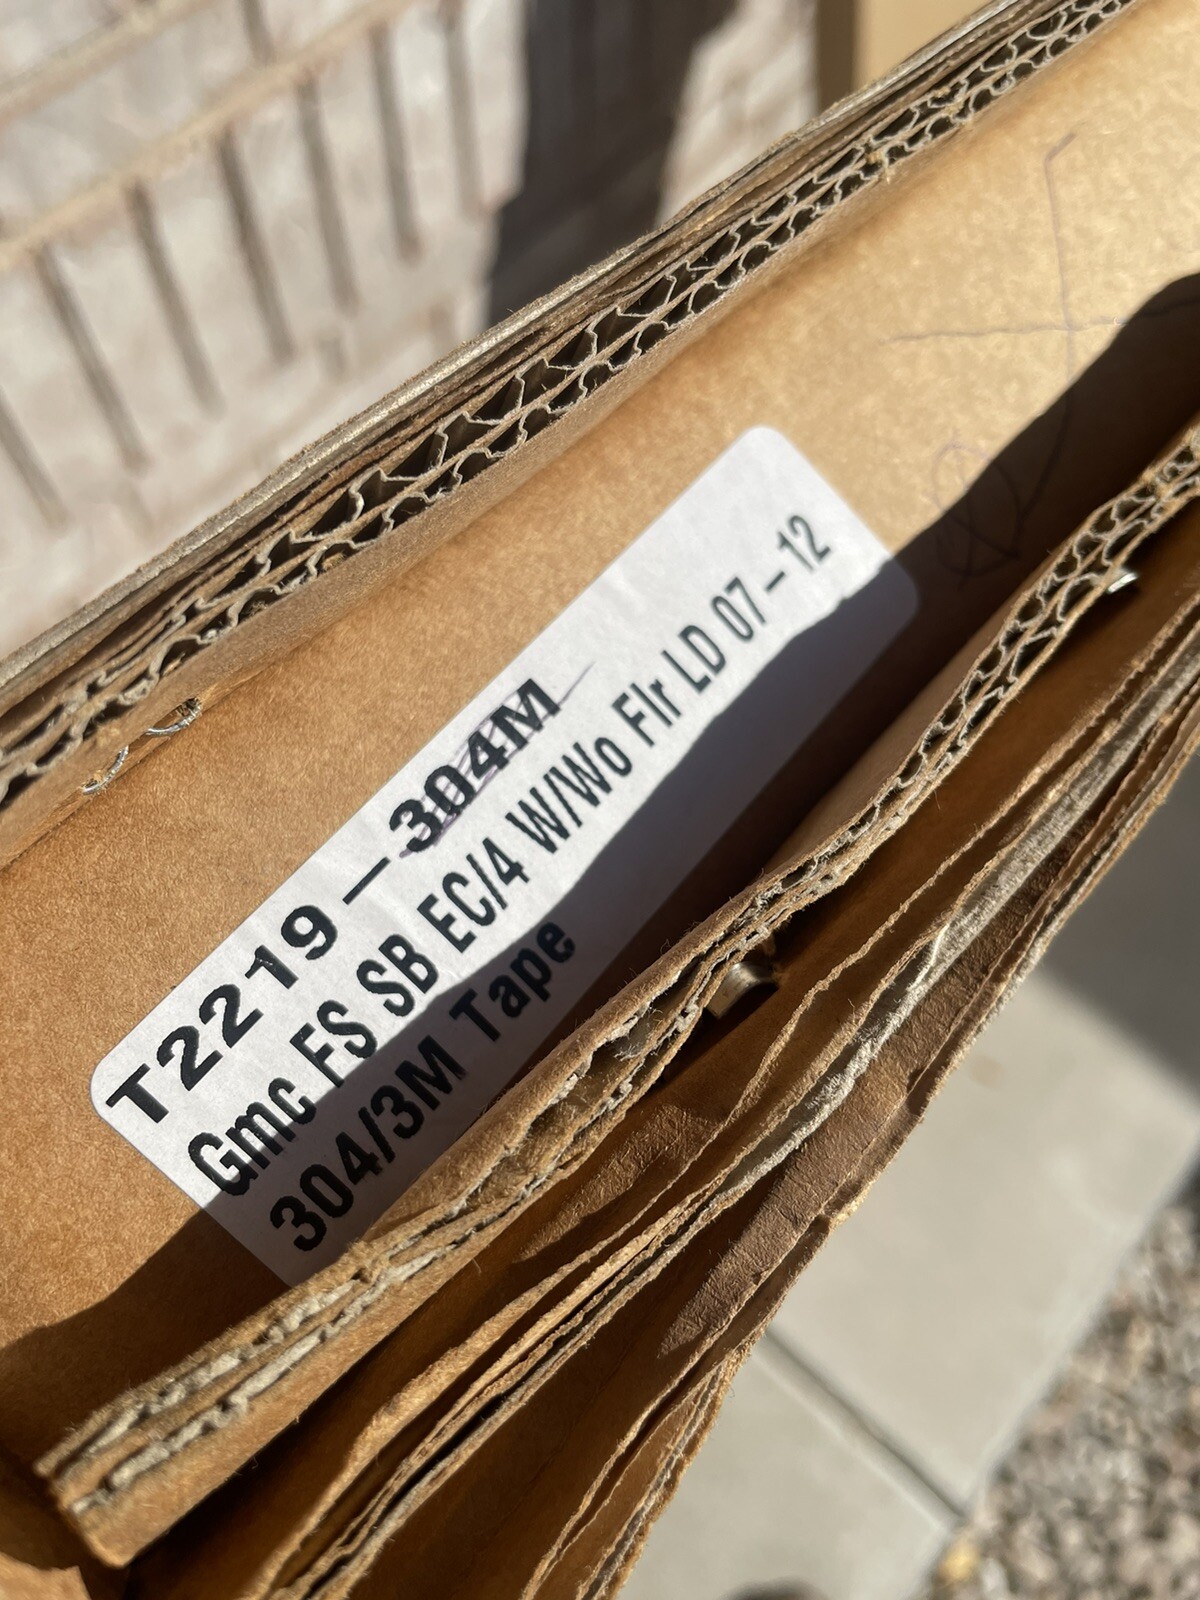 T2219-304M
Gmc FS SB EC/4 W/Wo Flr LD 07-12
304/3M Tape